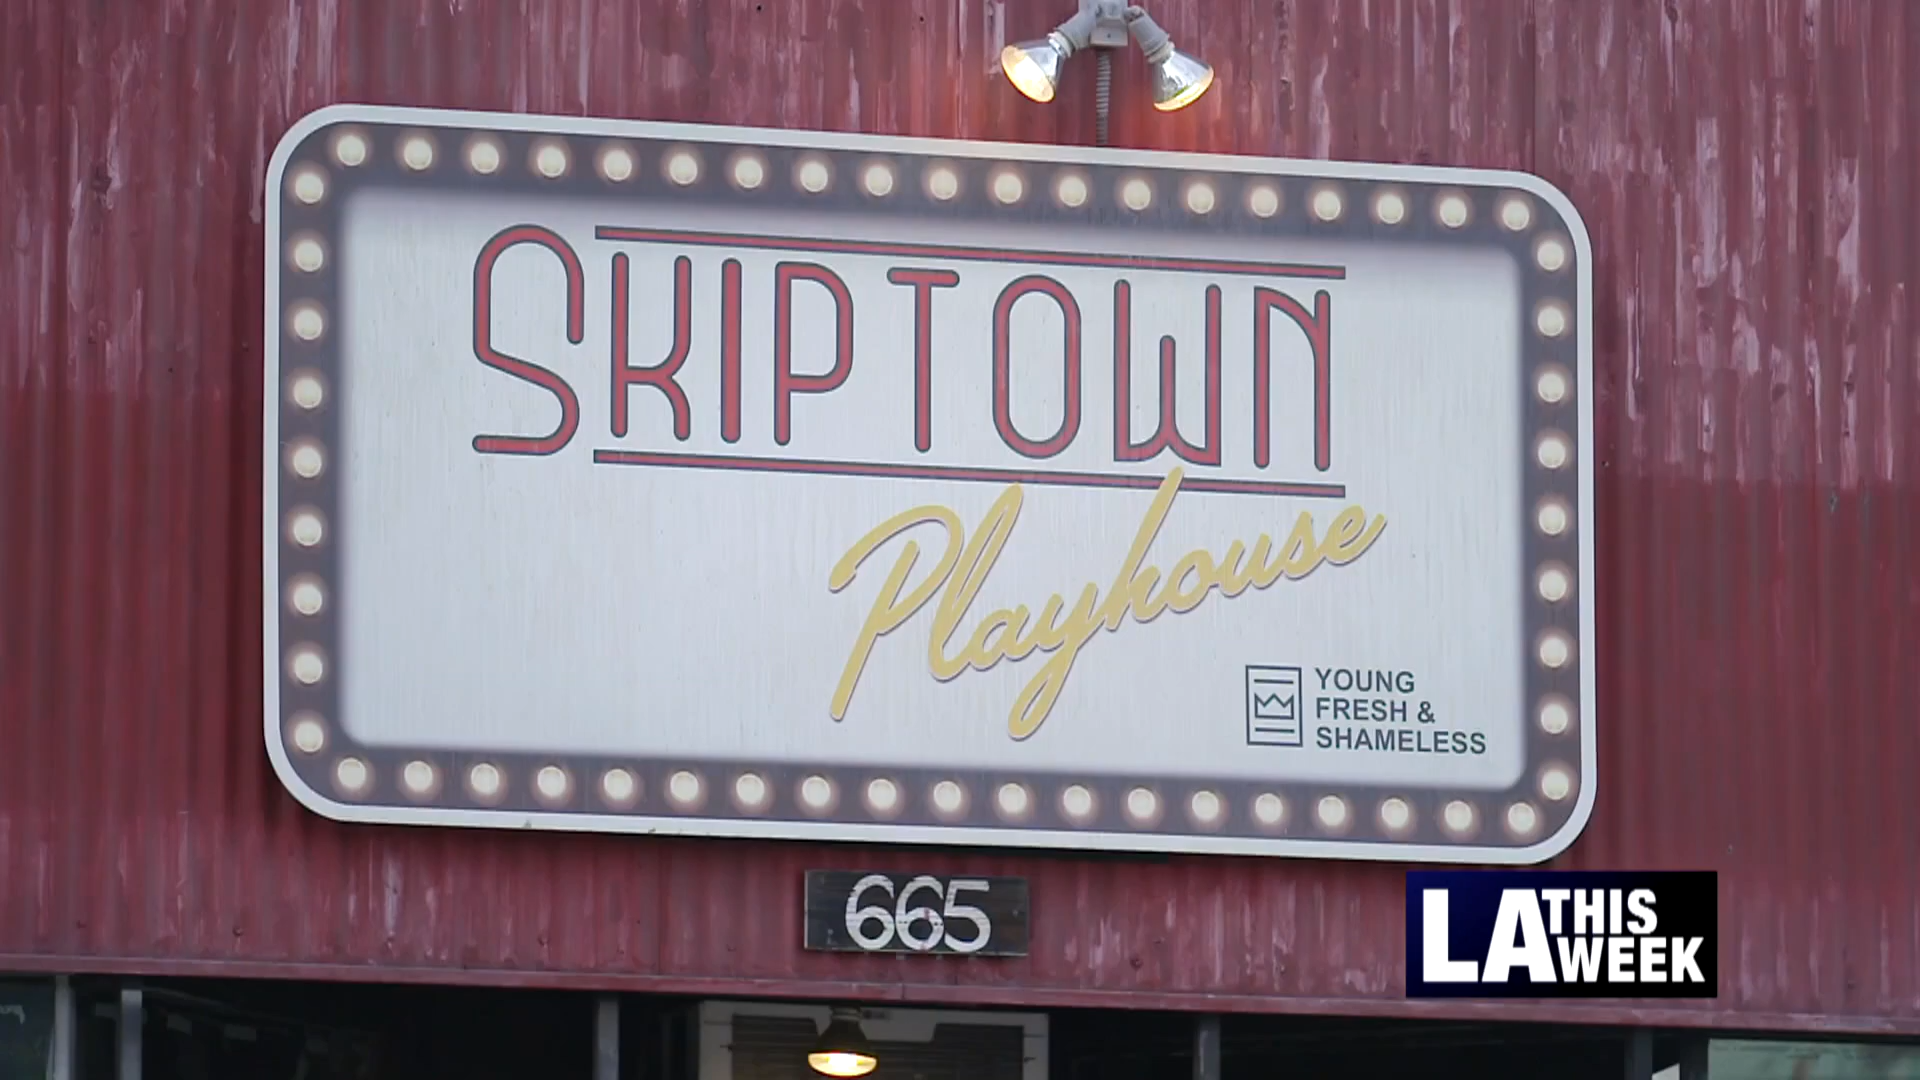 SKIPTOWN
Playhouse
YOUNG
FRESH &
SHAMELESS
665
LA THIS
WEEK